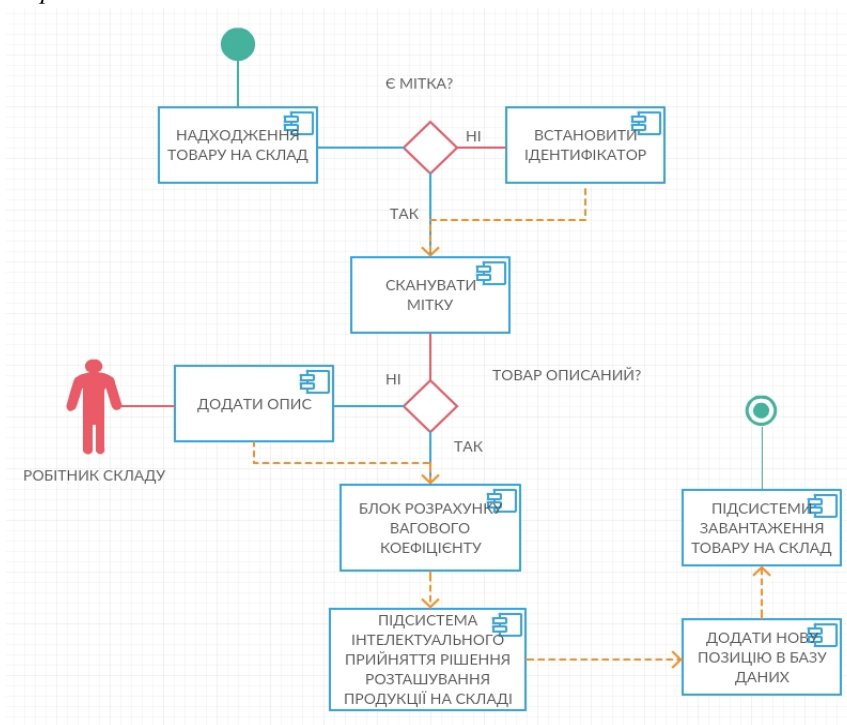 Є МІТКА?
НАДХОДЖЕННЯ
ТОВАРУ НА СКЛАД
НІ
ВСТАНОВИТИ
ІДЕНТИФІКАТОР
ТАК
СКАНУВАТИ
МІТКУ
ТОВАР ОПИСАНИЙ?
НІ
ДОДАТИ ОПИС
ТАК
РОБІТНИК СКЛАДУ
БЛОК РОЗРАХУНКУ
ВАГОВОГО
КОЕФІЦІЄНТУ
ПІДСИСТЕМИ
ЗАВАНТАЖЕННЯ
ТОВАРУ НА СКЛАД
ПІДСИСТЕМА
ІНТЕЛЕКТУАЛЬНОГО
ПРИЙНЯТТЯ РІШЕННЯ
РОЗТАШУВАННЯ
ПРОДУКЦІЇ НА СКЛАДІ
ДОДАТИ НОВУ
ПОЗИЦІЮ В БАЗУ
ДАНИХ